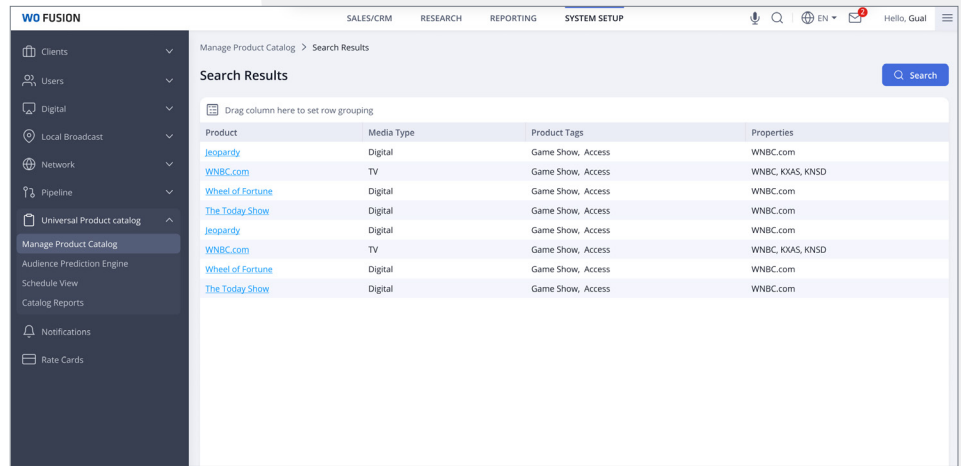 WO FUSION
SALES/CRM RESEARCH REPORTING SYSTEM SETUP
EN 2 Hello, Gual
Clients
Users
Digital
Local Broadcast
Network
Pipeline
Universal Product catalog
Manage Product Catalog
Audience Prediction Engine
Schedule View
Catalog Reports
Notifications
Rate Cards
Manage Product Catalog > Search Results
Search Results
Search
Drag column here to set row grouping
Product Media Type Product Tags Properties
Jeopardy Digital Game Show, Access WNBC.com
WNBC.com TV Game Show, Access WNBC, KXAS, KNSD
Wheel of Fortune Digital Game Show, Access WNBC.com
The Today Show Digital Game Show, Access WNBC.com
Jeopardy Digital Game Show, Access WNBC.com
WNBC.com TV Game Show, Access WNBC, KXAS, KNSD
Wheel of Fortune Digital Game Show, Access WNBC.com
The Today Show Digital Game Show, Access WNBC.com